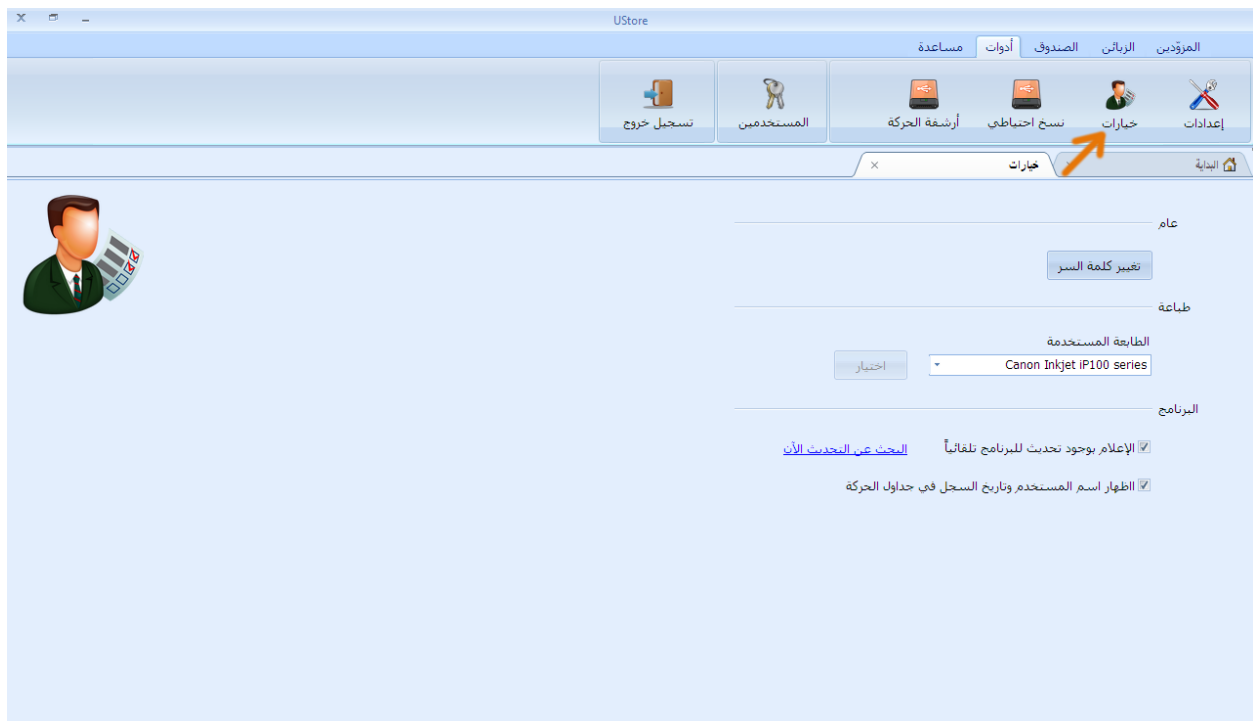 UStore
المزوّدين الزبائن الصندوق أدوات مساعدة
إعدادات خيارات نسخ احتياطي أرشفة الحركة المستخدمين تسجيل خروج
البداية خيارات
عام
تغيير كلمة السر
طباعة
الطابعة المستخدمة
Canon Inkjet iP100 series اختيار
البرنامج
الإعلام بوجود تحديث للبرنامج تلقائياً البحث عن التحديث الآن
ااظهار اسم المستخدم وتاريخ السجل في جداول الحركة